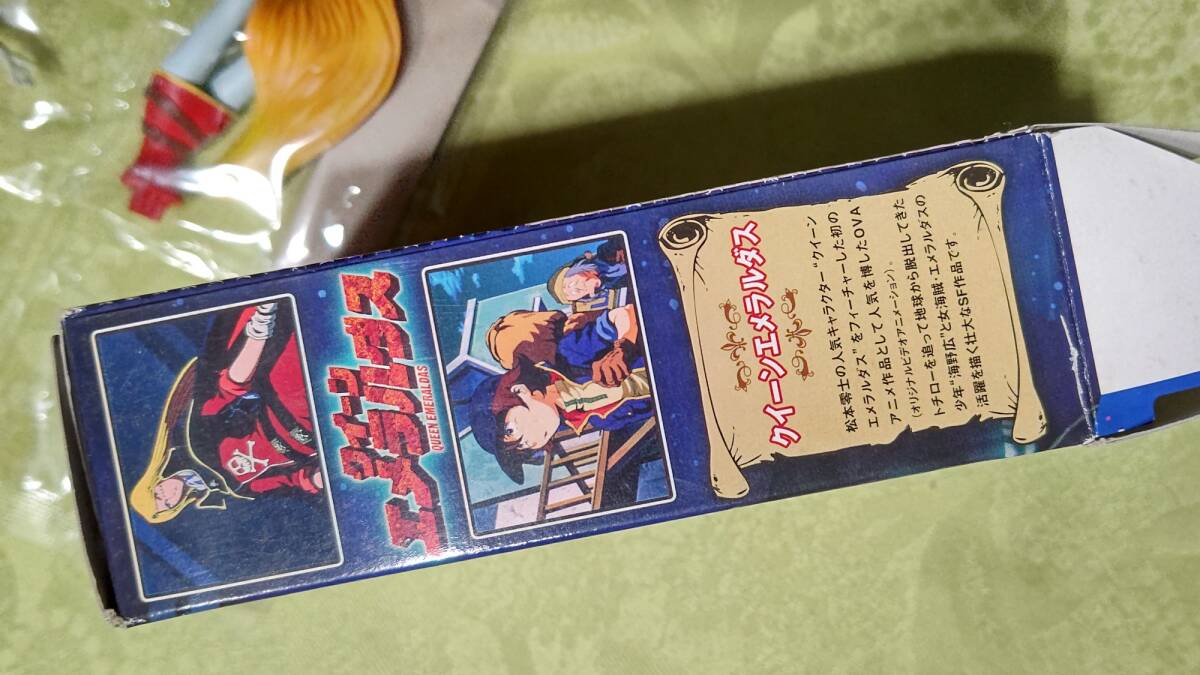 クイーン
エメラルダス
QUEEN EMERALDAS
クイーンエメラルダス
松本零士の人気キャラクター“クイーン
エメラルダス”をフィーチャーした初の
アニメ作品として人気を博したOVA
(オリジナルビデオアニメーション)。
トチローを追って地球から脱出してきた
少年“海野広”と女海賊・エメラルダスの
活躍を描く壮大なSF作品です。